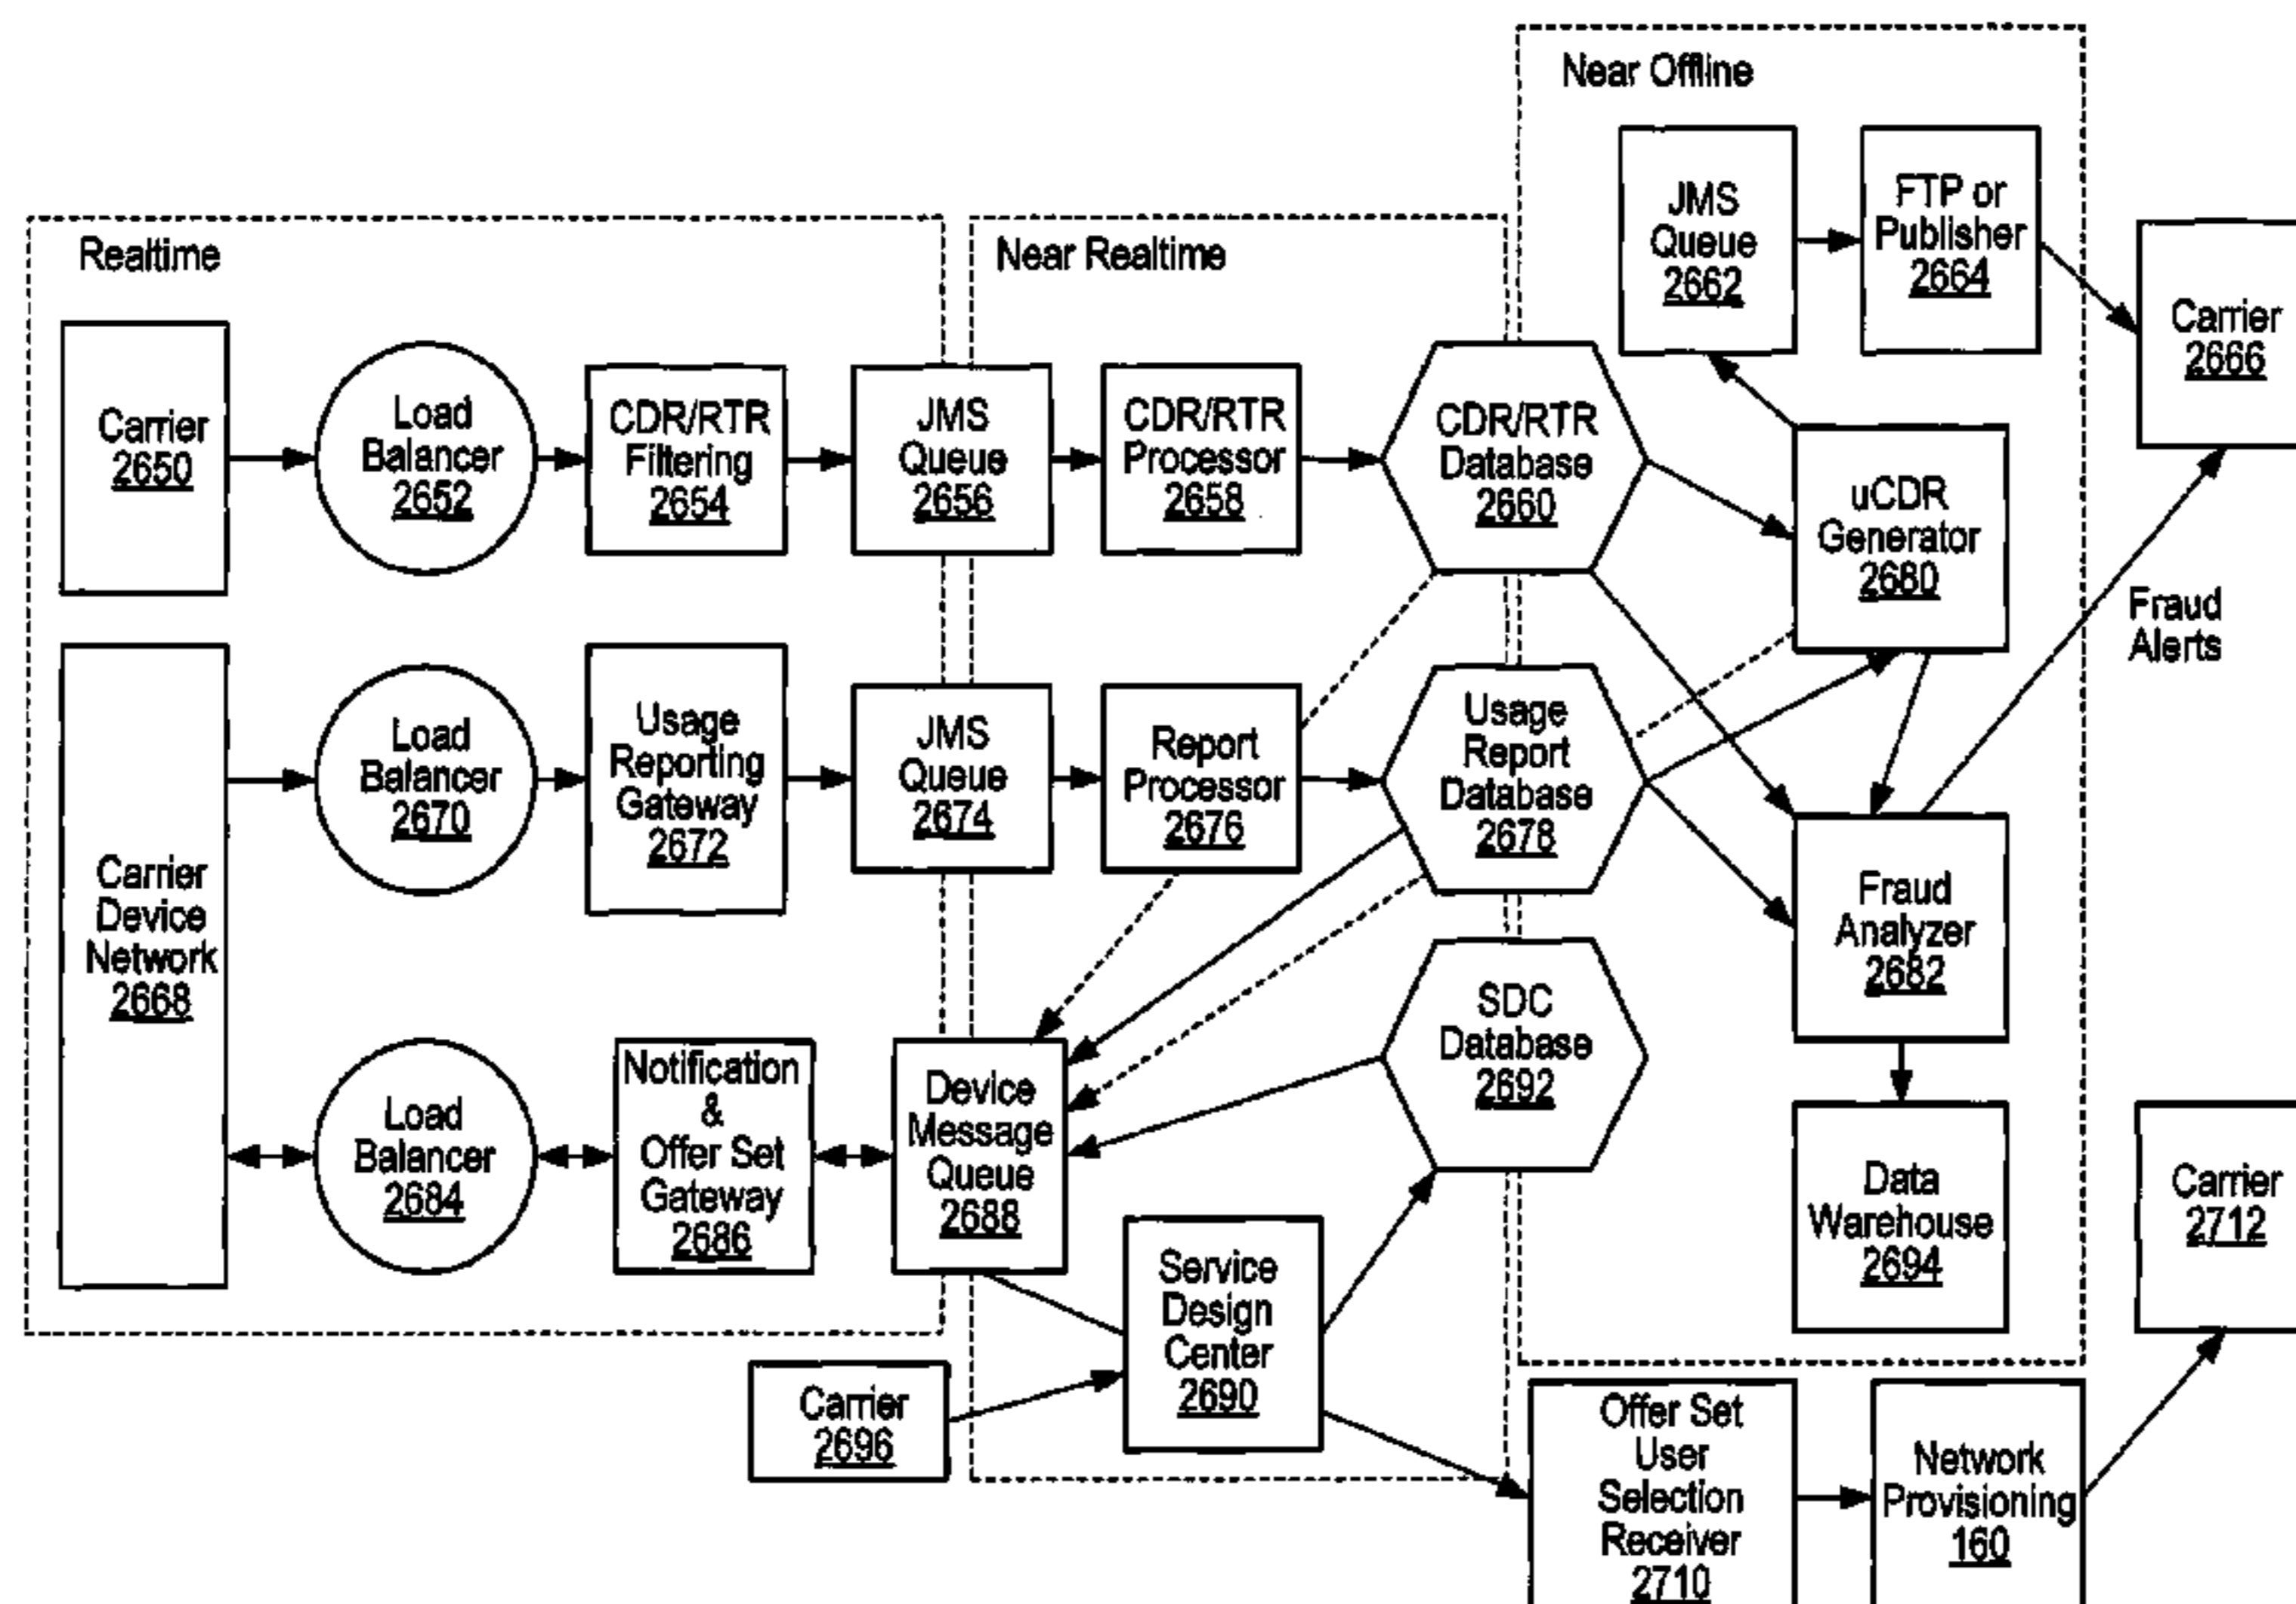 Near Offline
JMS
Queue
2662
FTP or
Publisher
2664
Realtime
Near Realtime
Carrier
2666
Carrier
2650
Load
Balancer
2652
CDR/RTR
Filtering
2654
JMS
Queue
2656
CDR/RTR
Processor
2658
CDR/RTR
Database
2660
uCDR
Generator
2680
Fraud
Alerts
Carrier
Device
Network
2668
Load
Balancer
2670
Usage
Reporting
Gateway
2672
JMS
Queue
2674
Report
Processor
2676
Usage
Report
Database
2678
Fraud
Analyzer
2682
Load
Balancer
2684
Notification
&
Offer Set
Gateway
2686
Device
Message
Queue
2688
SDC
Database
2692
Data
Warehouse
2694
Carrier
2712
Service
Design
Center
2690
Carrier
2696
Offer Set
User
Selection
Receiver
2710
Network
Provisioning
160